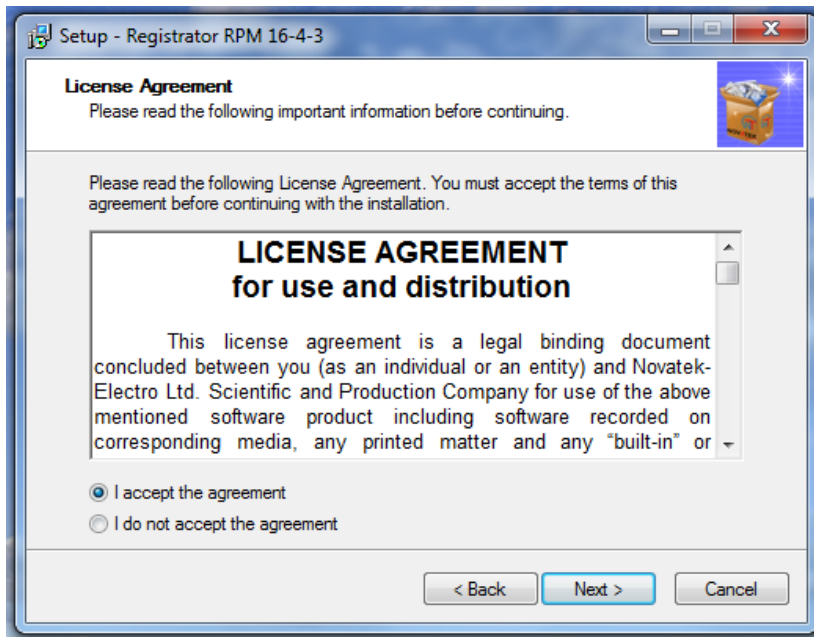 Setup - Registrator RPM 16-4-3
License Agreement
Please read the following important information before continuing.
NOVATEK
Please read the following License Agreement. You must accept the terms of this
agreement before continuing with the installation.
LICENSE AGREEMENT
for use and distribution
This license agreement is a legal binding document
concluded between you (as an individual or an entity) and Novatek-
Electro Ltd. Scientific and Production Company for use of the above
mentioned software product including software recorded on
corresponding media, any printed matter and any “built-in” or
I accept the agreement
I do not accept the agreement
< Back Next > Cancel